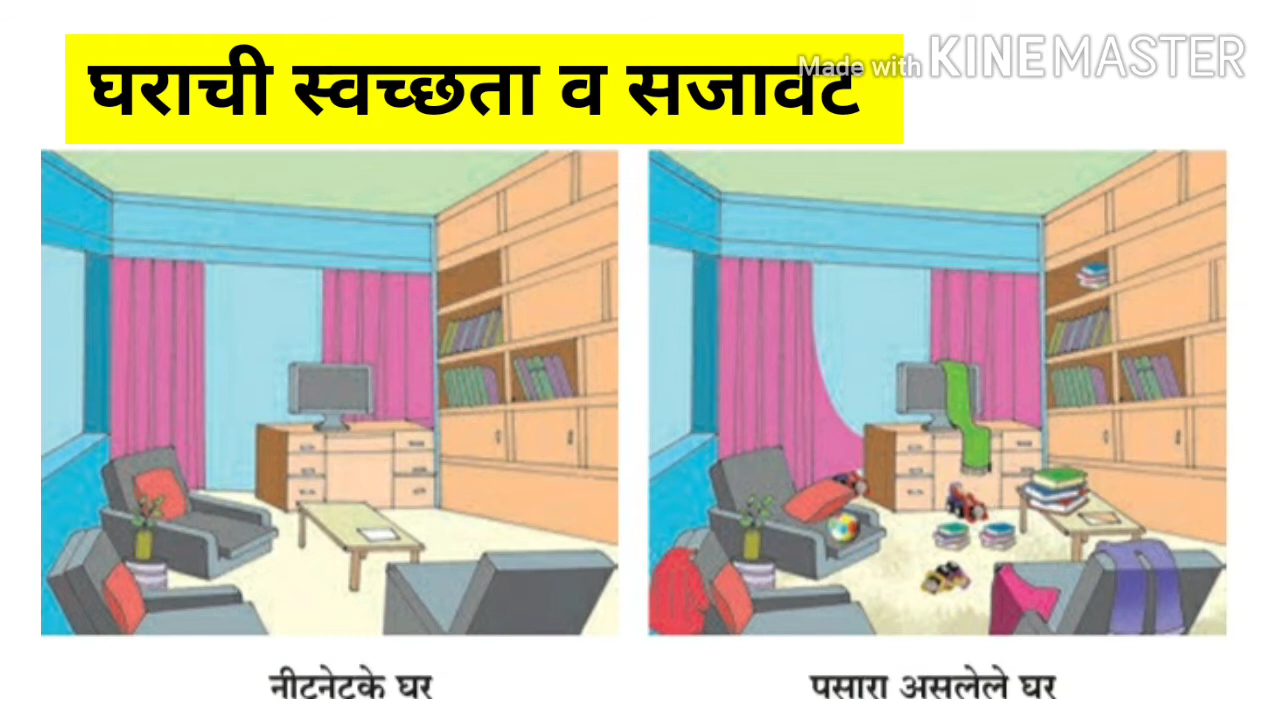 घराची स्वच्छता व सजावट
Made with KINEMASTER
नीटनेटके घर
पसारा असलेले घर